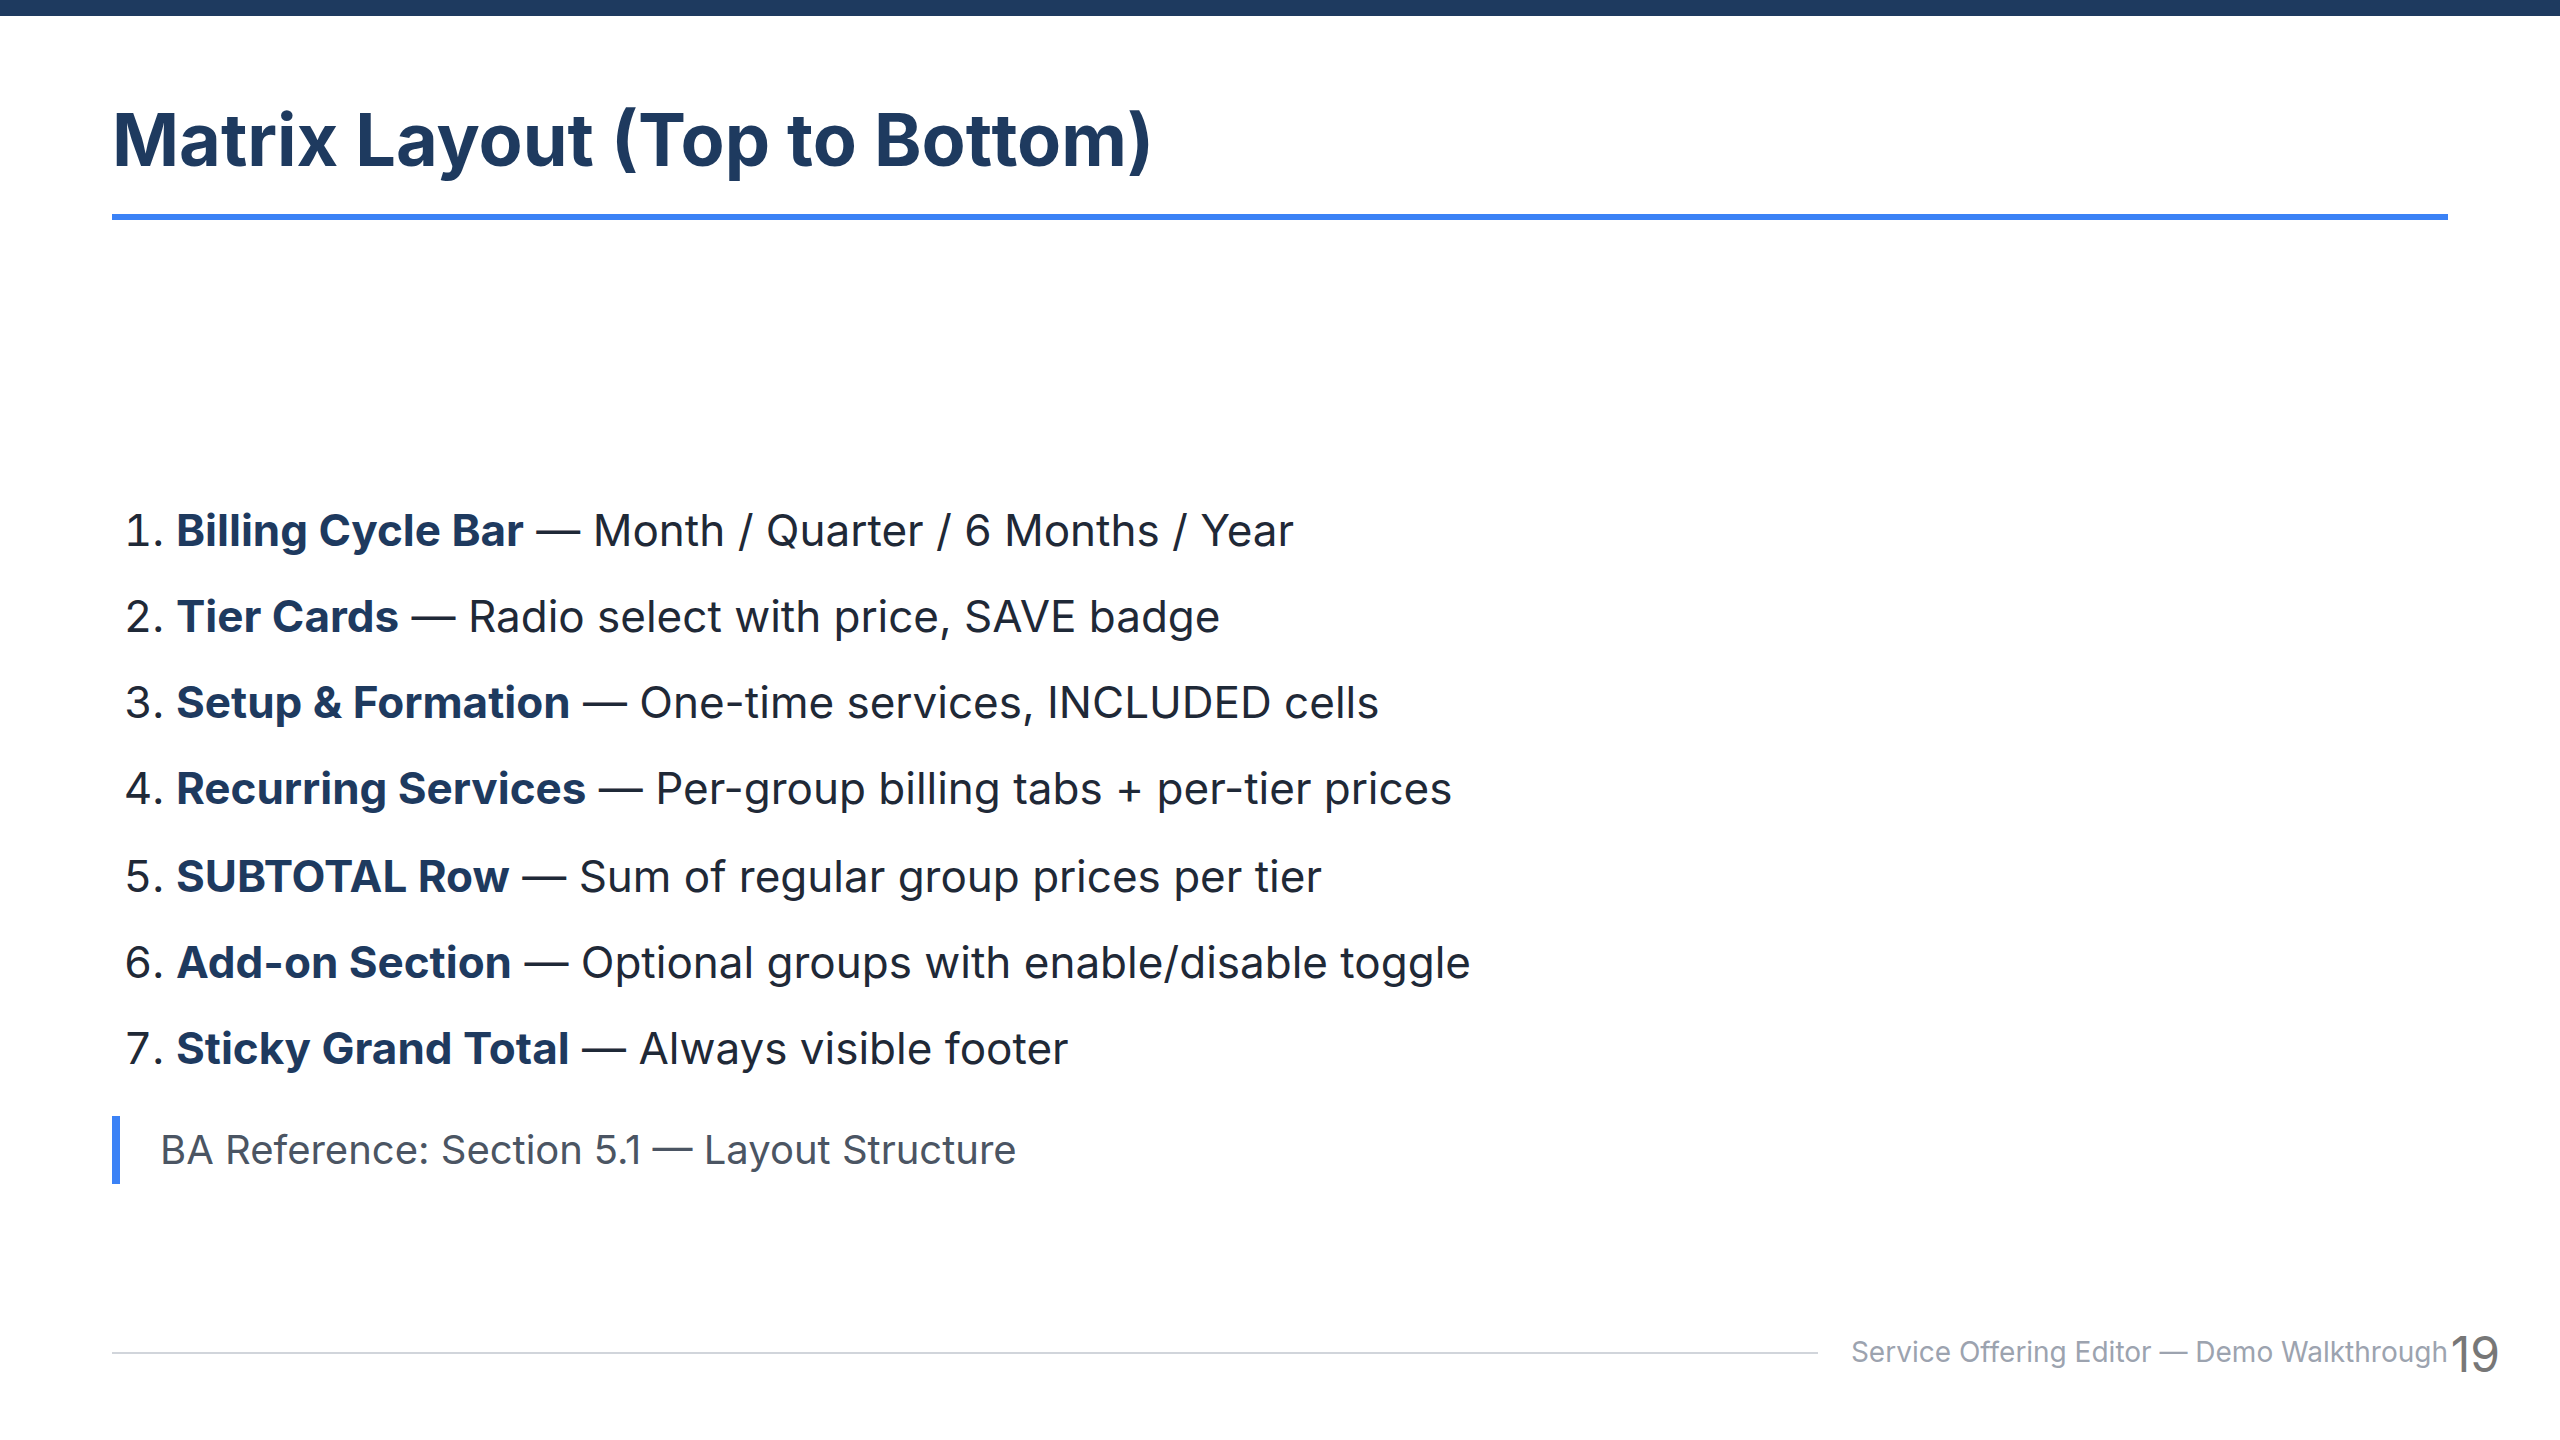 Matrix Layout (Top to Bottom)
1. Billing Cycle Bar — Month / Quarter / 6 Months / Year
2. Tier Cards — Radio select with price, SAVE badge
3. Setup & Formation — One-time services, INCLUDED cells
4. Recurring Services — Per-group billing tabs + per-tier prices
5. SUBTOTAL Row — Sum of regular group prices per tier
6. Add-on Section — Optional groups with enable/disable toggle
7. Sticky Grand Total — Always visible footer
BA Reference: Section 5.1 — Layout Structure
Service Offering Editor — Demo Walkthrough 19